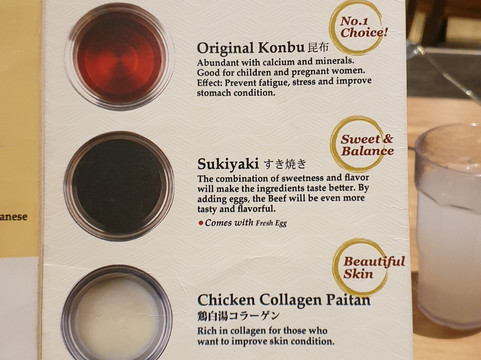 No.1
Choice!
Original Konbu 昆布
Abundant with calcium and minerals.
Good for children and pregnant women.
Effect: Prevent fatigue, stress and improve
stomach condition.
Sweet &
Balance
Sukiyaki すき焼き
The combination of sweetness and flavor
will make the ingredients taste better. By
adding eggs, the Beef will be even more
tasty and flavorful.
• Comes with Fresh Egg
anese
Beautiful
Skin
Chicken Collagen Paitan
鶏白湯コラーゲン
Rich in collagen for those who
want to improve skin condition.